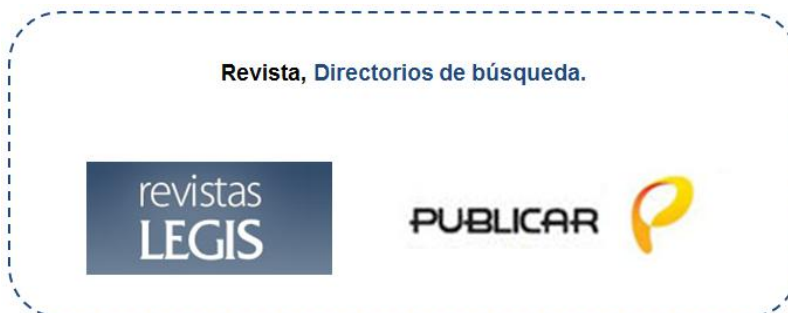 Revista, Directorios de búsqueda.
revistas
LEGIS
PUBLICAR